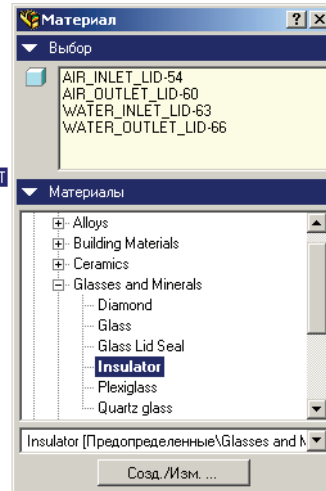 Материал
Выбор
AIR_INLET_LID-54
AIR_OUTLET_LID-60
WATER_INLET_LID-63
WATER_OUTLET_LID-66
т
Материалы
Alloys
Building Materials
Ceramics
Glasses and Minerals
Diamond
Glass
Glass Lid Seal
Insulator
Plexiglass
Quartz glass
Insulator [Предопределенные\Glasses and M
Созд./Изм. ...